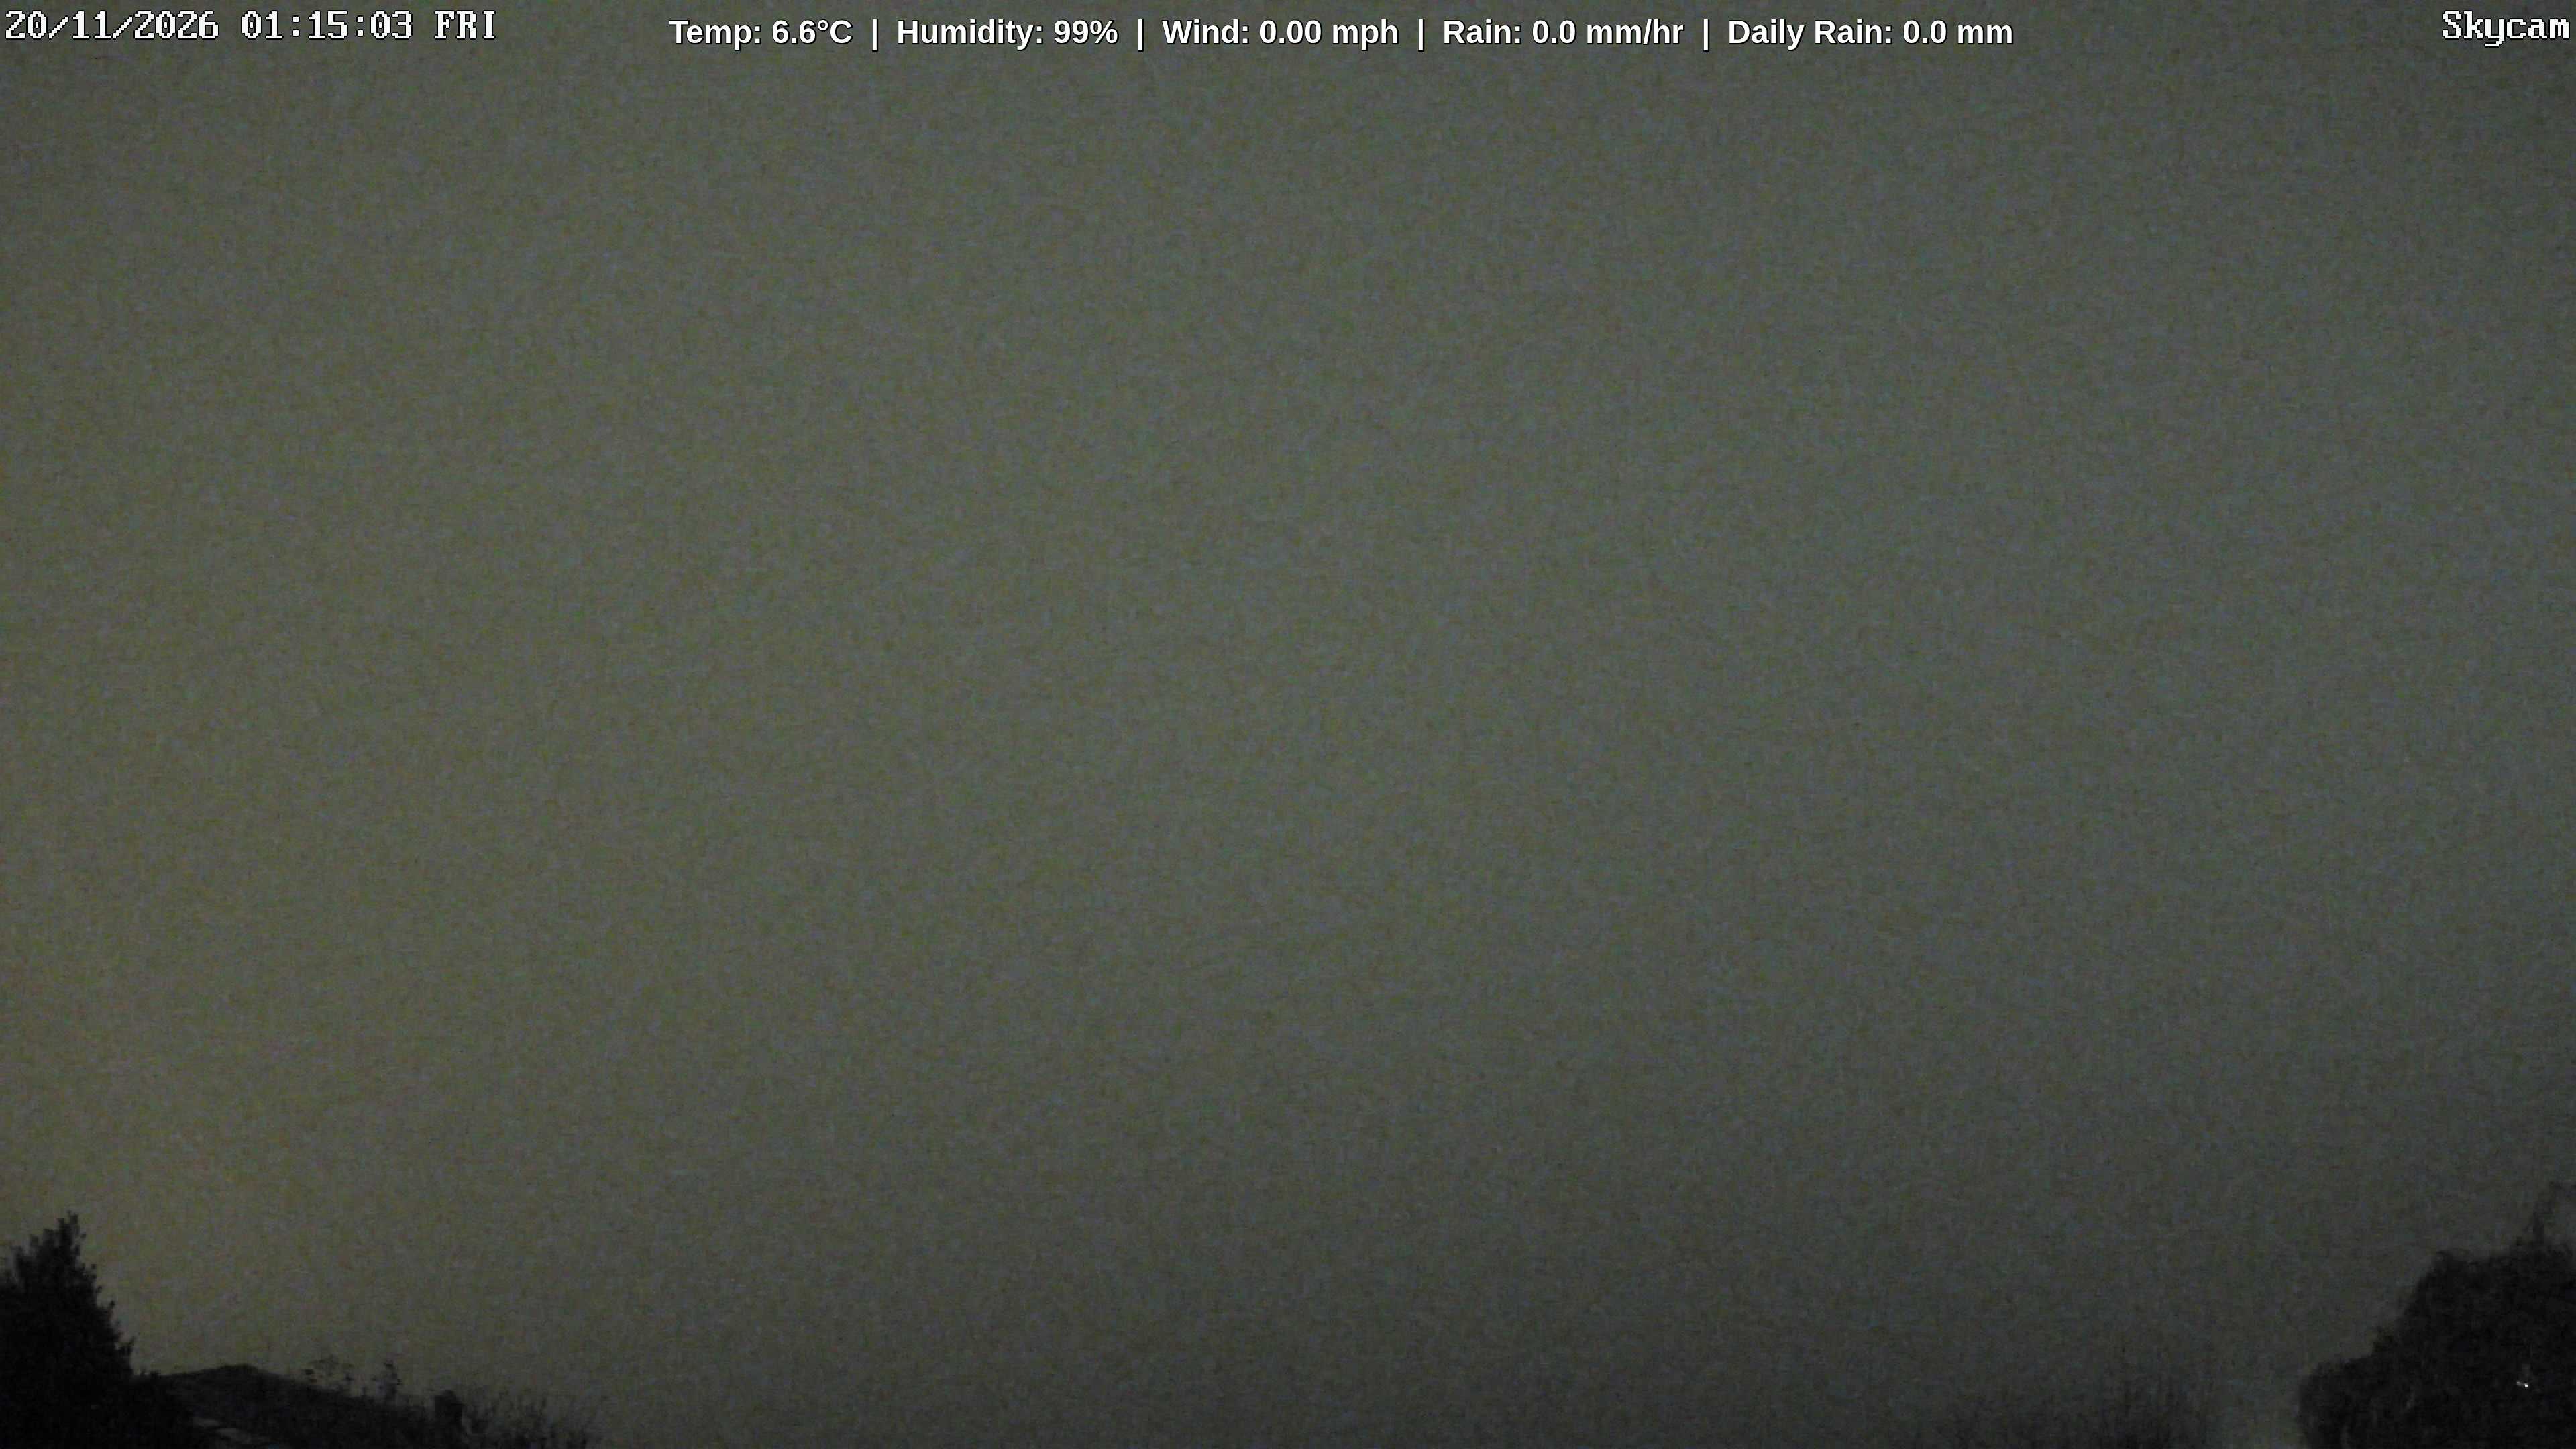 20/11/2026 01:15:03 FRI
Temp: 6.6°C | Humidity: 99% | Wind: 0.00 mph | Rain: 0.0 mm/hr | Daily Rain: 0.0 mm
Skycam